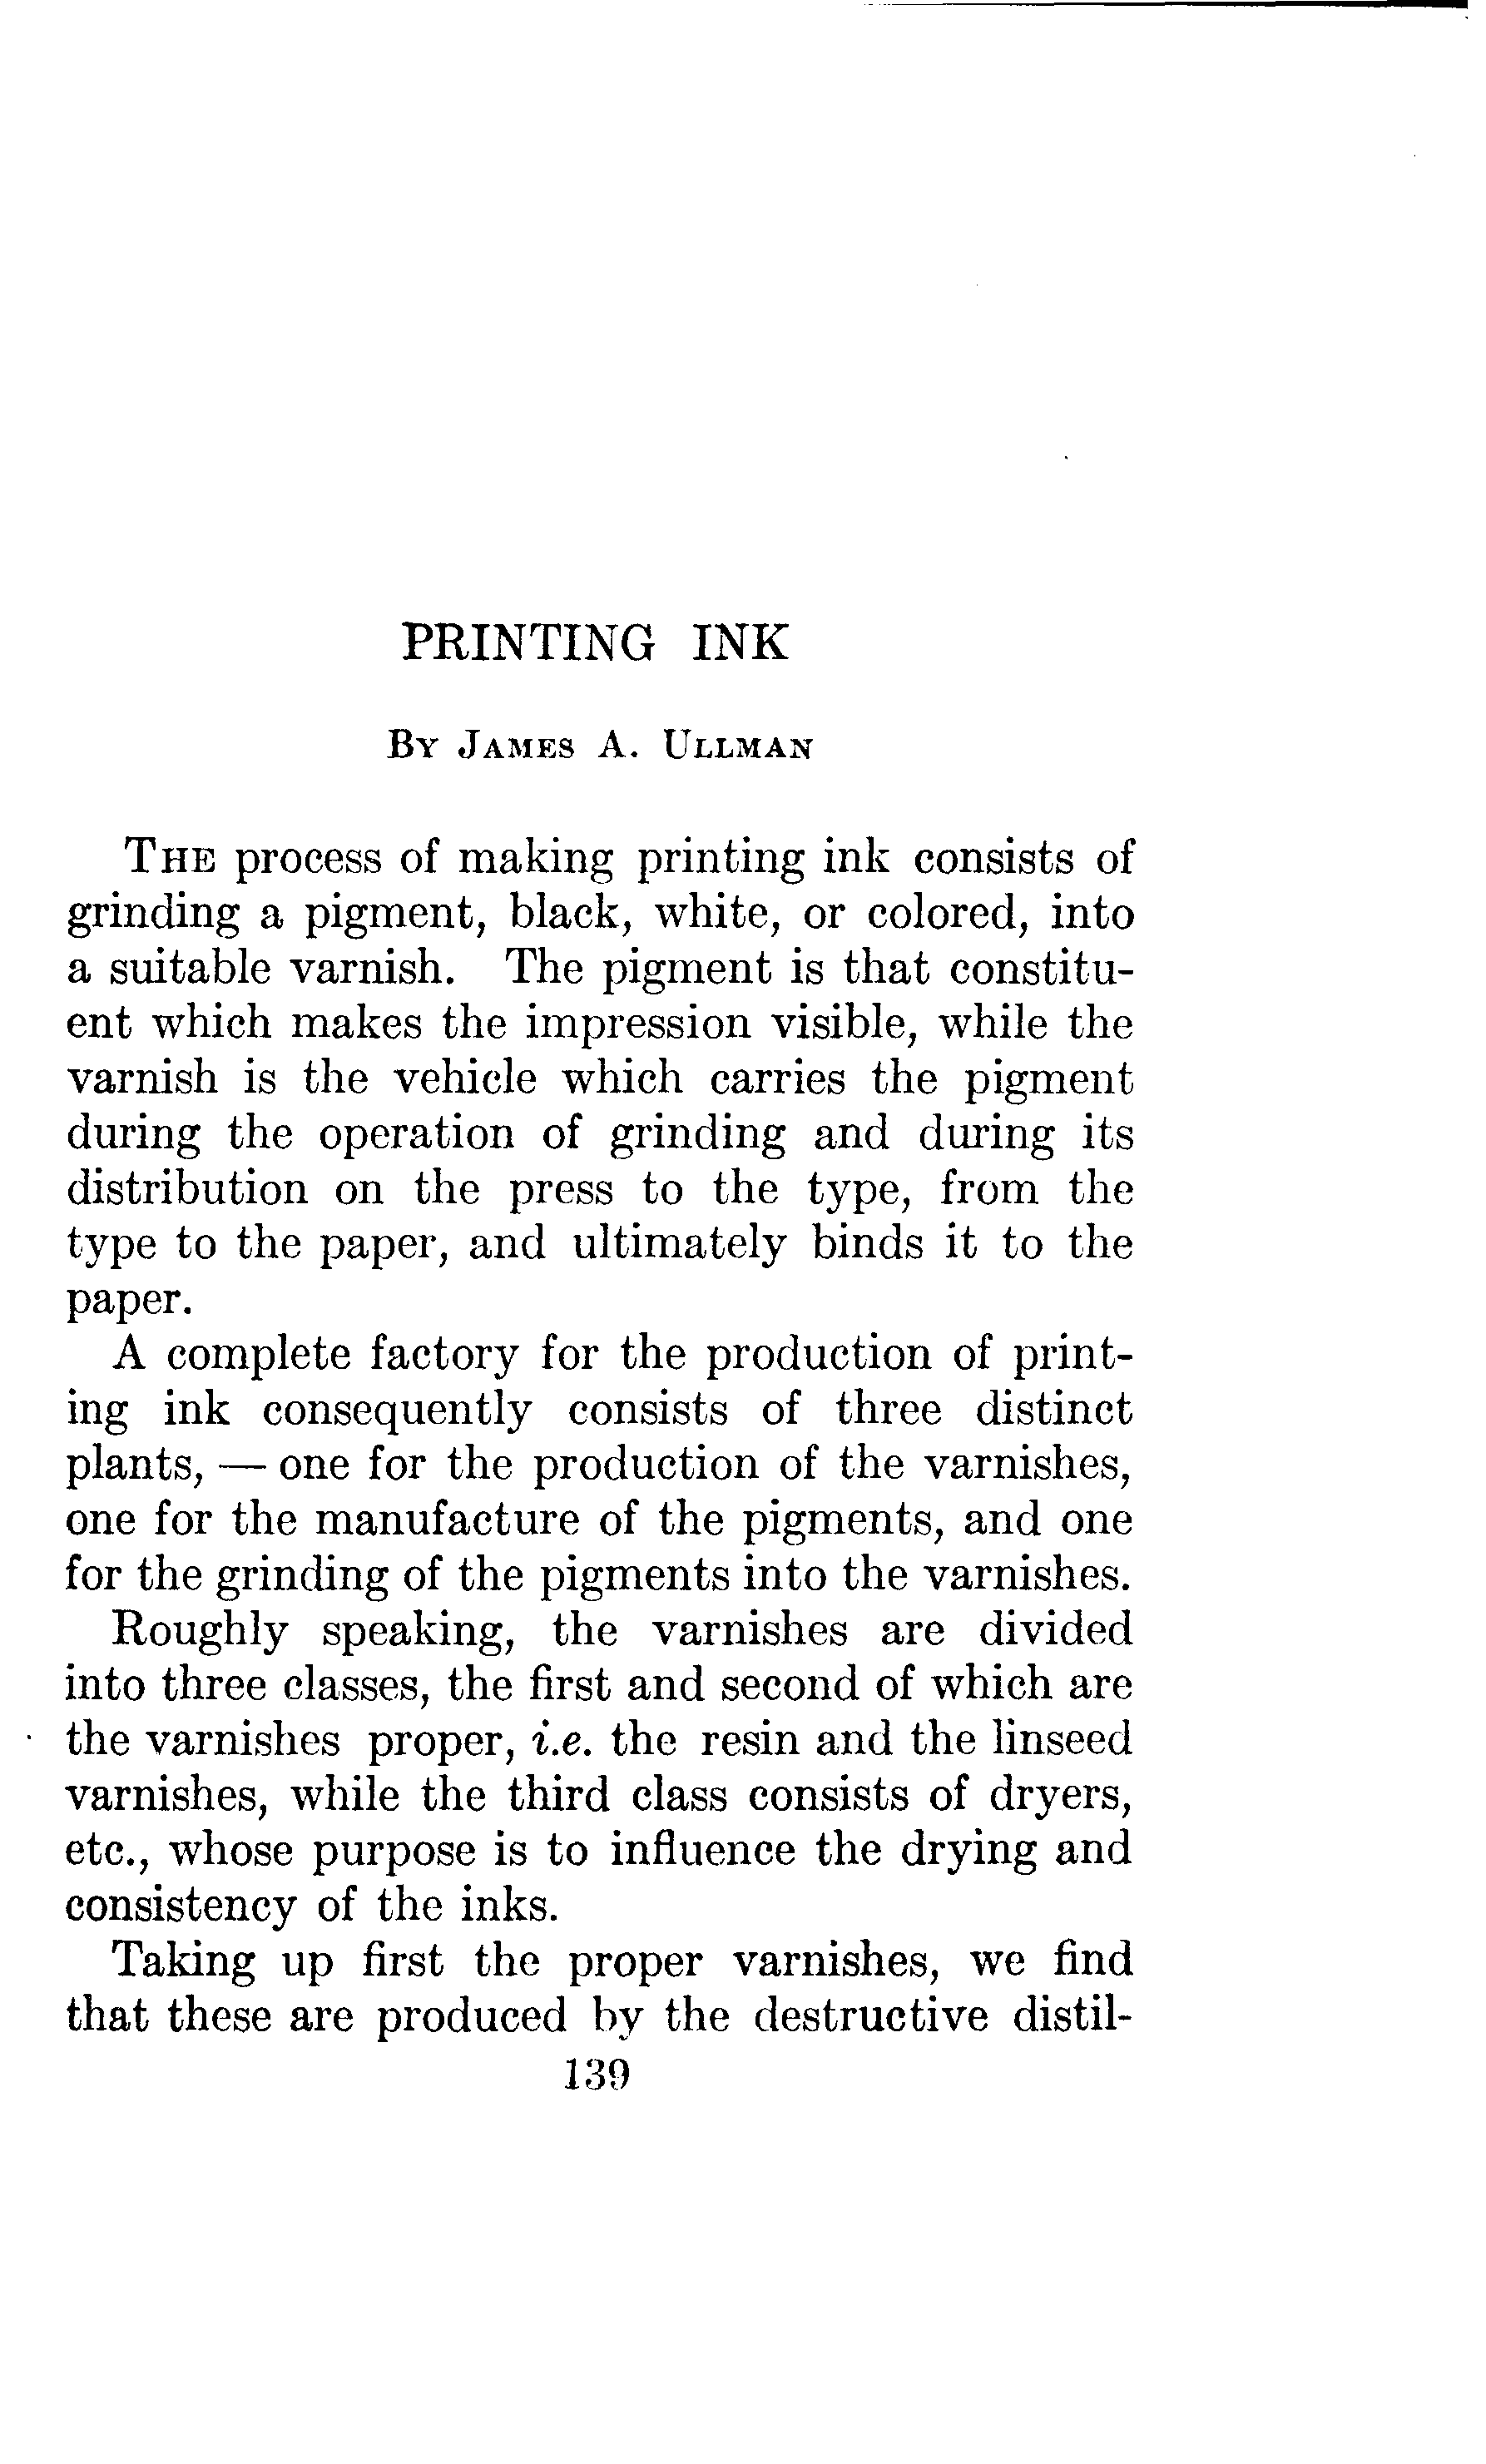 PRINTING INK
By James A. Ullman
The process of making printing ink consists of
grinding a pigment, black, white, or colored, into
a suitable varnish. The pigment is that constitu-
ent which makes the impression visible, while the
varnish is the vehicle which carries the pigment
during the operation of grinding and during its
distribution on the press to the type, from the
type to the paper, and ultimately binds it to the
paper.
A complete factory for the production of print-
ing ink consequently consists of three distinct
plants, — one for the production of the varnishes,
one for the manufacture of the pigments, and one
for the grinding of the pigments into the varnishes.
Roughly speaking, the varnishes are divided
into three classes, the first and second of which are
the varnishes proper, i.e. the resin and the linseed
varnishes, while the third class consists of dryers,
etc., whose purpose is to influence the drying and
consistency of the inks.
Taking up first the proper varnishes, we find
that these are produced by the destructive distil-
139